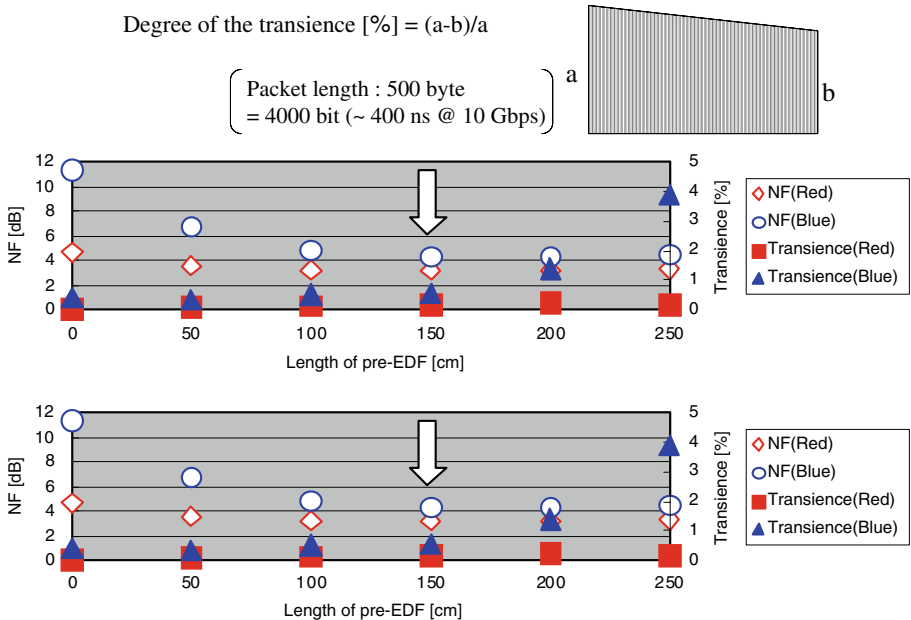 Degree of the transience [%] = (a-b)/a
a
b
Packet length : 500 byte
= 4000 bit (~ 400 ns @ 10 Gbps)
NF [dB]
12
10
8
6
4
2
0
0
50
100
150
200
250
Length of pre-EDF [cm]
5
4
3
2
1
0
Transience [%]
NF(Red)
NF(Blue)
Transience(Red)
Transience(Blue)
NF [dB]
12
10
8
6
4
2
0
0
50
100
150
200
250
Length of pre-EDF [cm]
5
4
3
2
1
0
Transience [%]
NF(Red)
NF(Blue)
Transience(Red)
Transience(Blue)